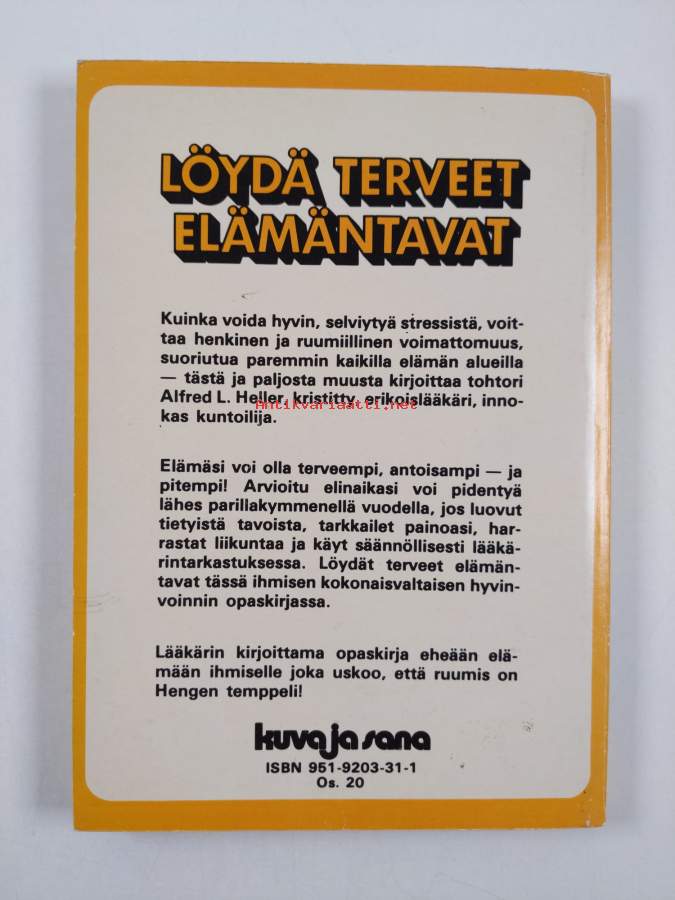 LÖYDÄ TERVEET
ELÄMÄNTAVAT
Kuinka voida hyvin, selviytyä stressistä, voit-
taa henkinen ja ruumiillinen voimattomuus,
suoriutua paremmin kaikilla elämän alueilla
— tästä ja paljosta muusta kirjoittaa tohtori
Alfred L. Heller, kristitty, erikoislääkäri, inno-
Antikvariaatti.net
kas kuntoilija.
Elämäsi voi olla terveempi, antoisampi — ja
pitempi! Arvioitu elinaikasi voi pidentyä
lähes parillakymmenellä vuodella, jos luovut
tietyistä tavoista, tarkkailet painoasi, har-
rastat liikuntaa ja käyt säännöllisesti lääkä-
rintarkastuksessa. Löydät terveet elämän-
tavat tässä ihmisen kokonaisvaltaisen hyvin-
voinnin opaskirjassa.
Lääkärin kirjoittama opaskirja eheään elä-
mään ihmiselle joka uskoo, että ruumis on
Hengen temppeli!
kuva ja sana
ISBN 951-9203-31-1
Os. 20